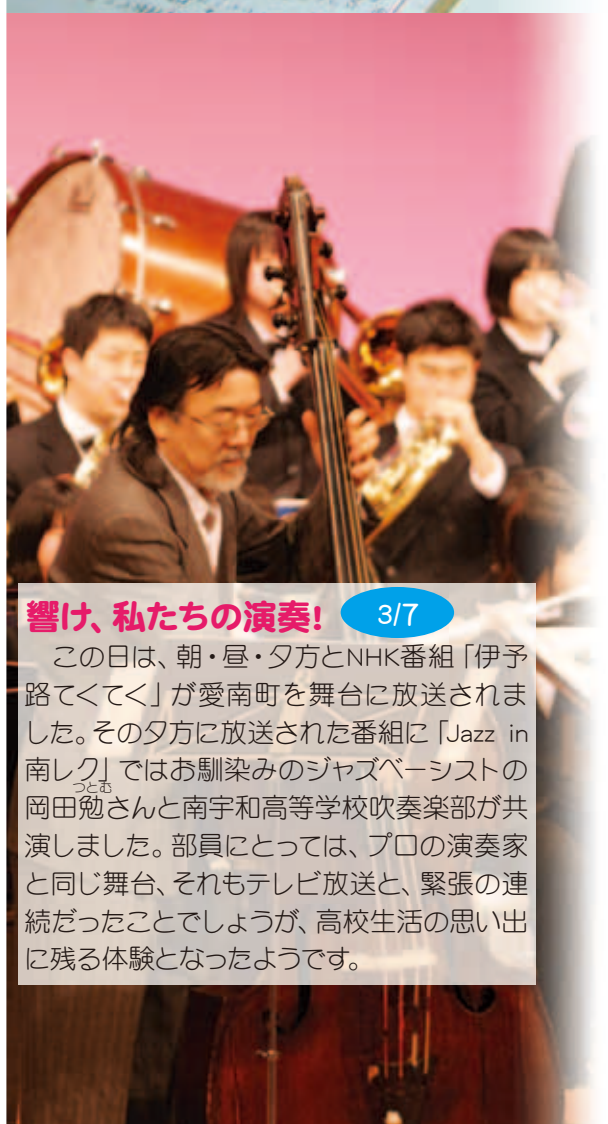 響け、私たちの演奏! 3/7
　この日は、朝・昼・夕方とNHK番組「伊予
路てくてく」が愛南町を舞台に放送されま
した。その夕方に放送された番組に「Jazz in
南レク」ではお馴染みのジャズベーシストの
つとむ
岡田勉さんと南宇和高等学校吹奏楽部が共
演しました。部員にとっては、プロの演奏家
と同じ舞台、それもテレビ放送と、緊張の連
続だったことでしょうが、高校生活の思い出
に残る体験となったようです。